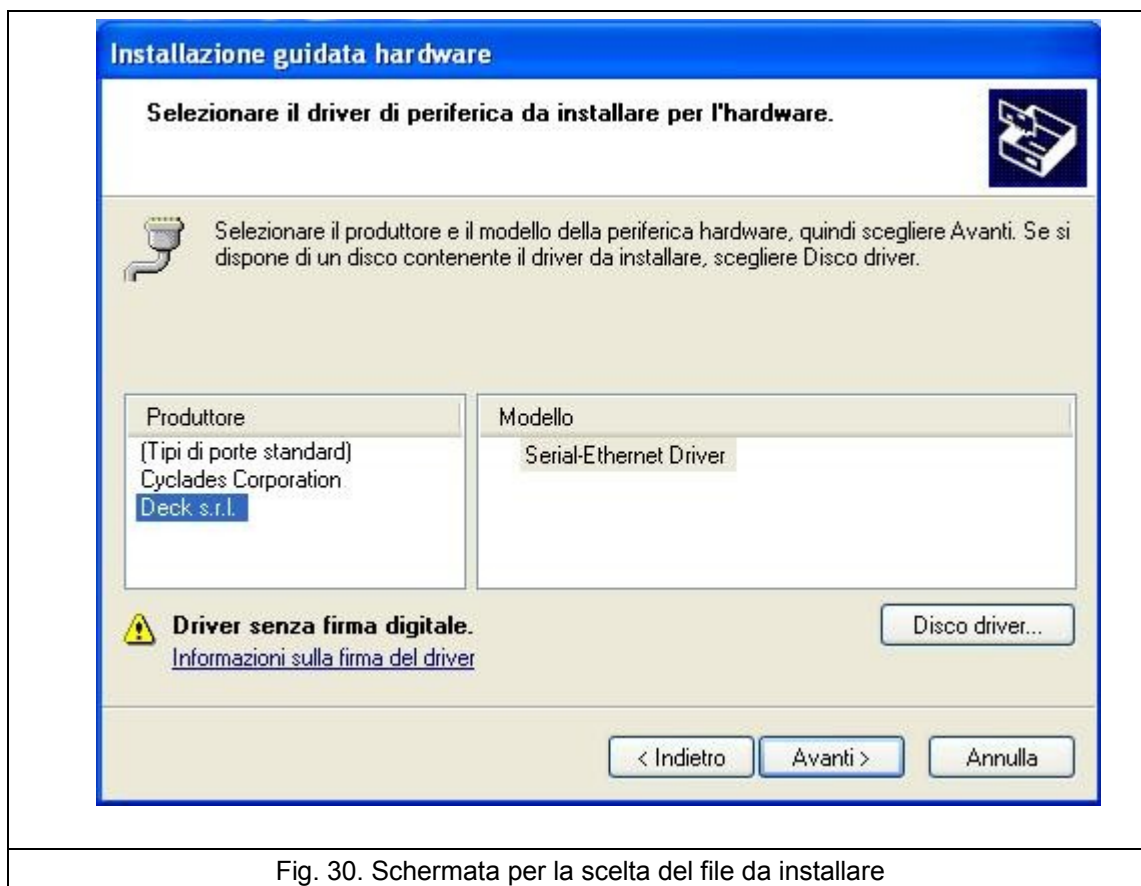 Installazione guidata hardware
Selezionare il driver di periferica da installare per l'hardware.
Selezionare il produttore e il modello della periferica hardware, quindi scegliere Avanti. Se si
dispone di un disco contenente il driver da installare, scegliere Disco driver.
Produttore
(Tipi di porte standard)
Cyclades Corporation
Deck s.r.l.
Modello
Serial-Ethernet Driver
Driver senza firma digitale.
Informazioni sulla firma del driver
Disco driver...
< Indietro
Avanti >
Annulla
Fig. 30. Schermata per la scelta del file da installare